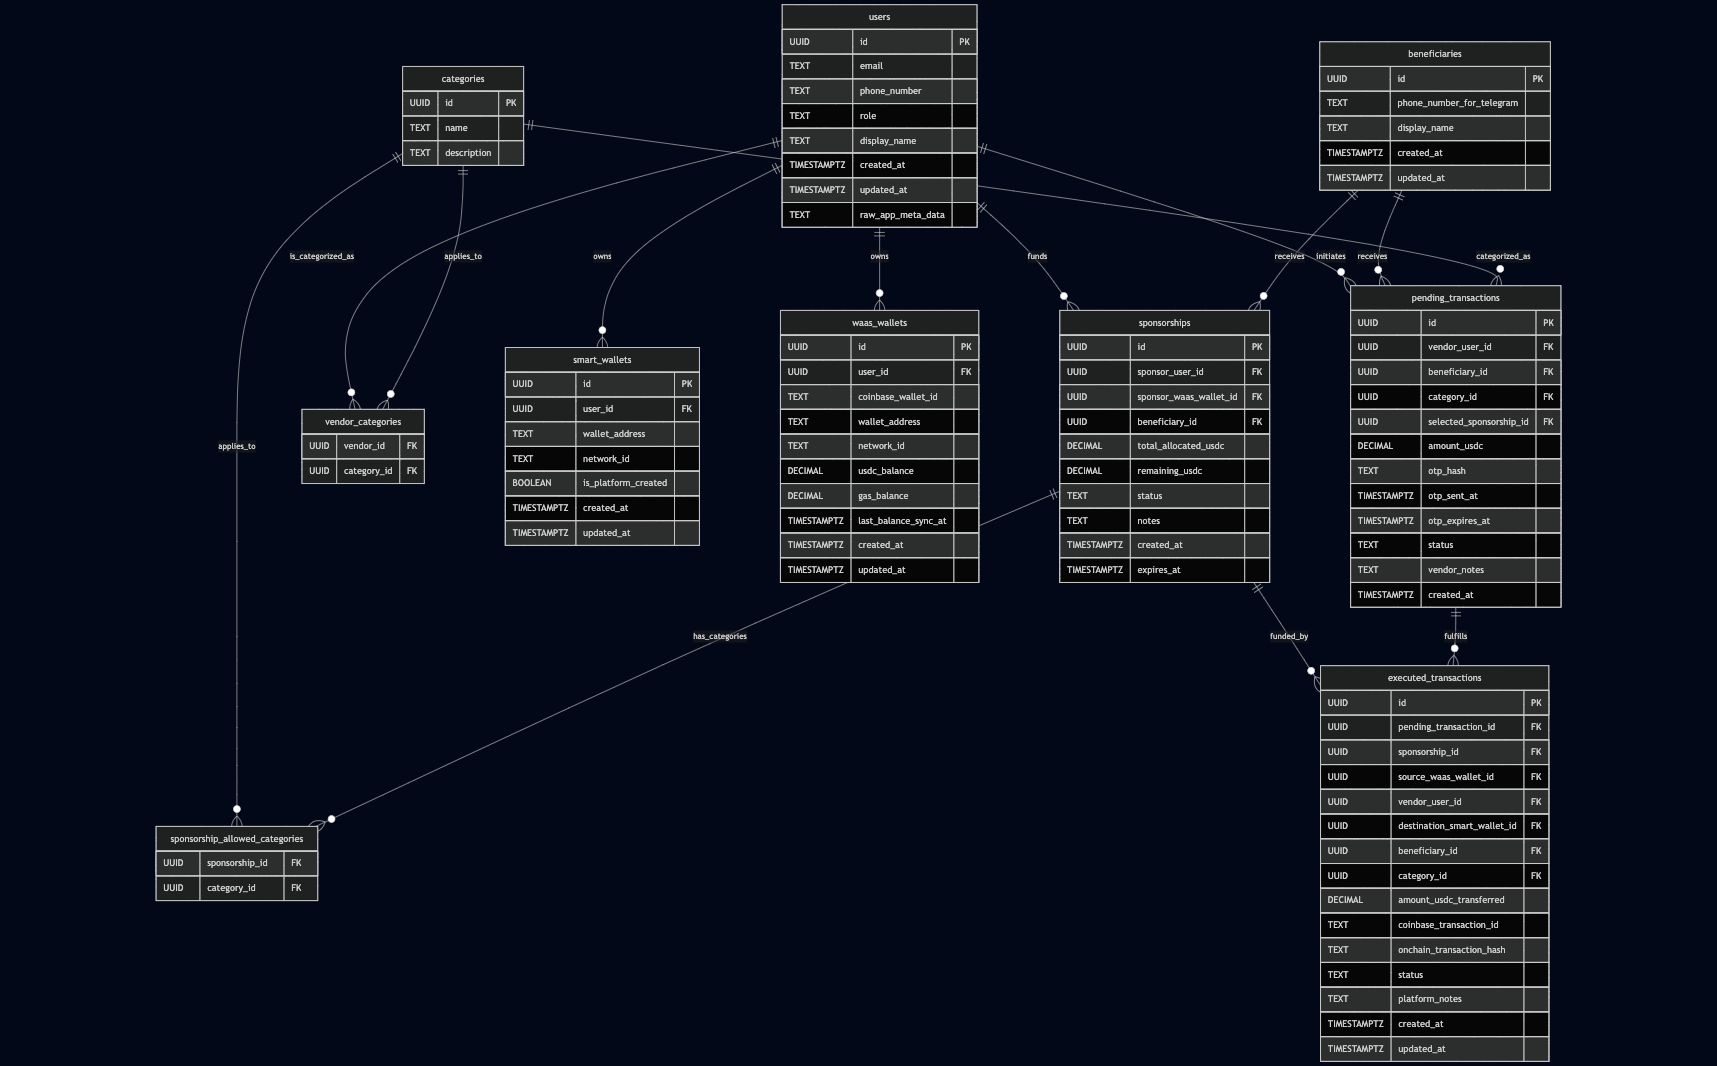 users
UUID id PK
TEXT email
TEXT phone_number
TEXT role
TEXT display_name
TIMESTAMPTZ created_at
TIMESTAMPTZ updated_at
TEXT raw_app_meta_data
beneficiaries
UUID id PK
TEXT phone_number_for_telegram
TEXT display_name
TIMESTAMPTZ created_at
TIMESTAMPTZ updated_at
categories
UUID id PK
TEXT name
TEXT description
is_categorized_as
applies_to
owns
owns
funds
receives
initiates
receives
categorized_as
pending_transactions
UUID id PK
UUID vendor_user_id FK
UUID beneficiary_id FK
UUID category_id FK
UUID selected_sponsorship_id FK
DECIMAL amount_usdc
TEXT otp_hash
TIMESTAMPTZ otp_sent_at
TIMESTAMPTZ otp_expires_at
TEXT status
TEXT vendor_notes
TIMESTAMPTZ created_at
waas_wallets
UUID id PK
UUID user_id FK
TEXT coinbase_wallet_id
TEXT wallet_address
TEXT network_id
DECIMAL usdc_balance
DECIMAL gas_balance
TIMESTAMPTZ last_balance_sync_at
TIMESTAMPTZ created_at
TIMESTAMPTZ updated_at
sponsorships
UUID id PK
UUID sponsor_user_id FK
UUID sponsor_waas_wallet_id FK
UUID beneficiary_id FK
DECIMAL total_allocated_usdc
DECIMAL remaining_usdc
TEXT status
TEXT notes
TIMESTAMPTZ created_at
TIMESTAMPTZ expires_at
smart_wallets
UUID id PK
UUID user_id FK
TEXT wallet_address
TEXT network_id
BOOLEAN is_platform_created
TIMESTAMPTZ created_at
TIMESTAMPTZ updated_at
vendor_categories
UUID vendor_id FK
UUID category_id FK
applies_to
has_categories
funded_by
fulfills
executed_transactions
UUID id PK
UUID pending_transaction_id FK
UUID sponsorship_id FK
UUID source_waas_wallet_id FK
UUID vendor_user_id FK
UUID destination_smart_wallet_id FK
UUID beneficiary_id FK
UUID category_id FK
DECIMAL amount_usdc_transferred
TEXT coinbase_transaction_id
TEXT onchain_transaction_hash
TEXT status
TEXT platform_notes
TIMESTAMPTZ created_at
TIMESTAMPTZ updated_at
sponsorship_allowed_categories
UUID sponsorship_id FK
UUID category_id FK